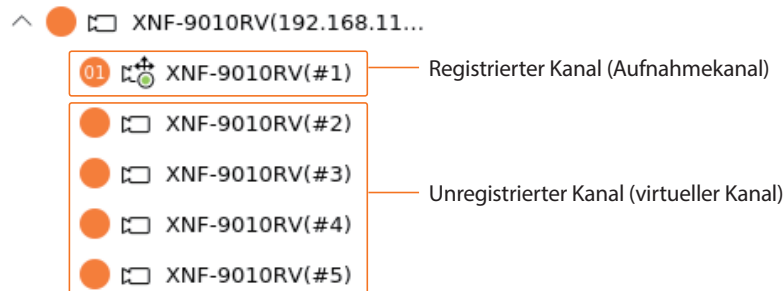 XNF-9010RV(192.168.11...
01 XNF-9010RV(#1) Registrierter Kanal (Aufnahmekanal)
XNF-9010RV(#2)
XNF-9010RV(#3)
Unregistrierter Kanal (virtueller Kanal)
XNF-9010RV(#4)
XNF-9010RV(#5)